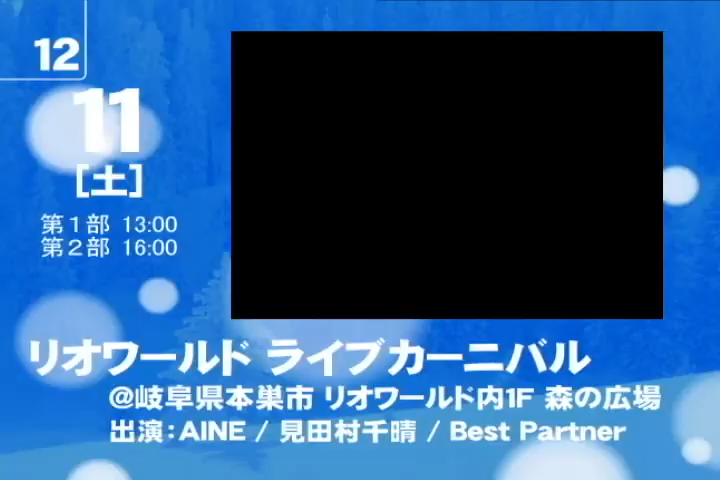 12
11
[土]
第1部 13:00
第2部 16:00
リオワールド ライブカーニバル
@岐阜県本巣市 リオワールド内1F 森の広場
出演：AINE / 見田村千晴 / Best Partner